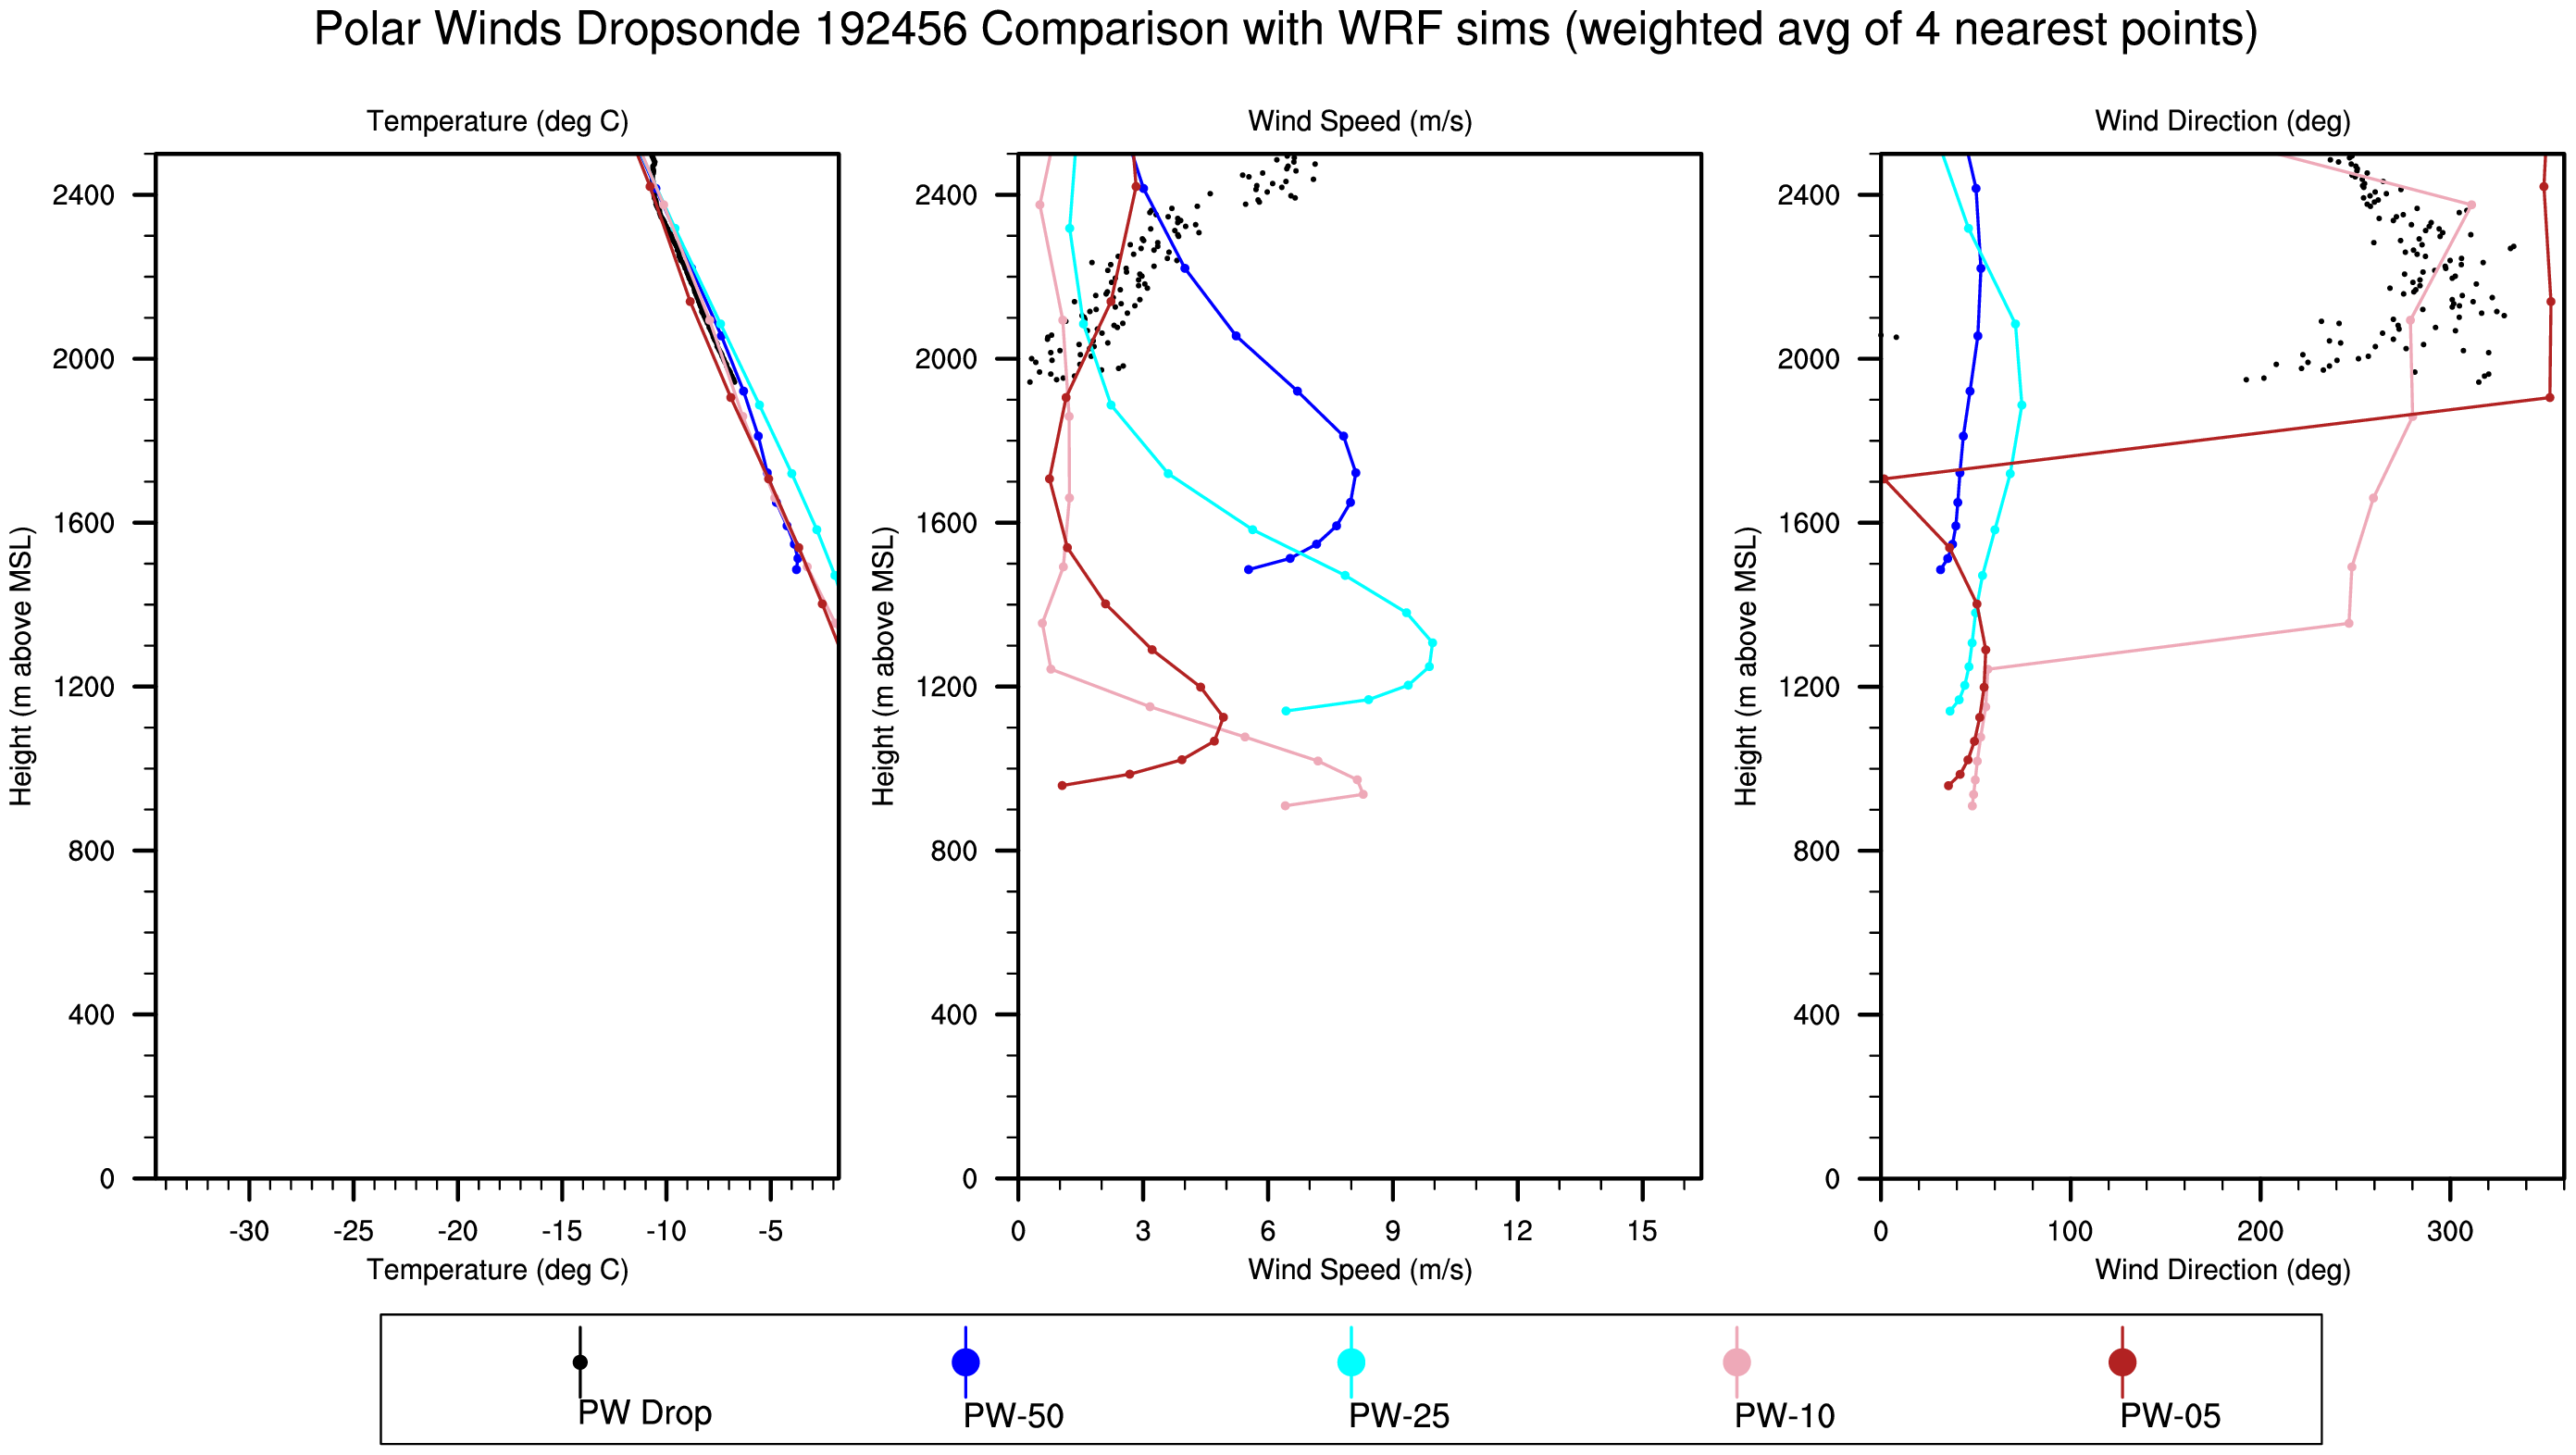 Polar Winds Dropsonde 192456 Comparison with WRF sims (weighted avg of 4 nearest points)
Temperature (deg C)
Wind Speed (m/s)
Wind Direction (deg)
Height (m above MSL)
2400
2000
1600
1200
800
400
0
-30 -25 -20 -15 -10 -5
Temperature (deg C)
Height (m above MSL)
2400
2000
1600
1200
800
400
0
0 3 6 9 12 15
Wind Speed (m/s)
Height (m above MSL)
2400
2000
1600
1200
800
400
0
0 100 200 300
Wind Direction (deg)
PW Drop
PW-50
PW-25
PW-10
PW-05